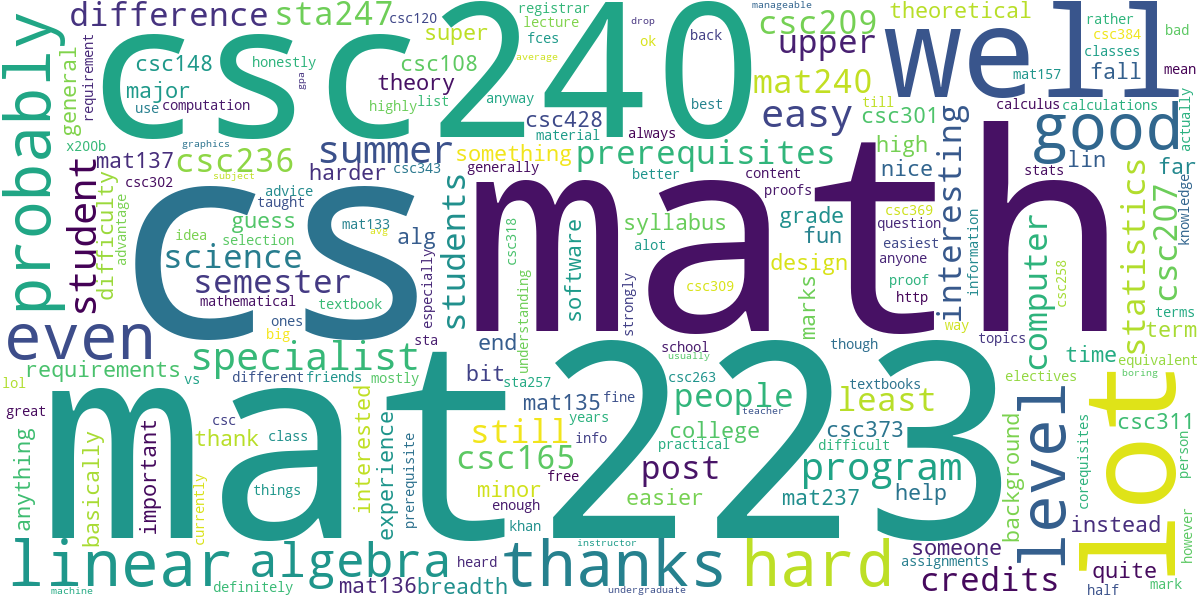 probably
difference
sta247
csc120
registrar
lecture
fces
drop
manageable
csc209
theoretical
rather
csc384
bad
requirement
general
csc148
honestly
super
ok
back
upper
classes
csc240
well
major
csc108
theory
average
mat240
mat157
fall
mean
use
computation
gpa
highly
list
anyway
best
easy
till
calculus
calculations
x200b
graphics
csc428
material
always
csc301
actually
mat137
csc236
summer
something
prerequisites
high
interesting
good
lin
stats
far
student
csc302
subject
harder
csc343
generally
better
content
proofs
nice
difficulty
advice
taught
mat133
students
syllabus
grade
csc369
question
statistics
csc207
knowledge
advantage
guess
alg
alot
fun
easiest
anyone
information
idea
selection
avg
cs
math
science
csc318
software
design
proof
computer
csc258
semester
csc309
marks
http
terms
mathematical
textbook
especially
understanding
strongly
way
term
even
ones
big
sta
end
school
though
topics
time
equivalent
specialist
usually
boring
requirements
vs
different
friends
mostly
bit
sta257
csc263
people
textbooks
electives
lol
great
csc
mat135
fine
teacher
least
level
lot
thank
class
interested
experience
years
college
practical
csc373
background
corequisites
csc311
anything
basically
important
still
info
difficult
person
mat223
prerequisite
csc165
post
program
things
minor
free
easier
mat237
help
instead
currently
enough
khan
however
linear
algebra
heard
thanks
instructor
hard
someone
assignments
quite
definitely
mat136
breadth
undergraduate
credits
half
mark
machine